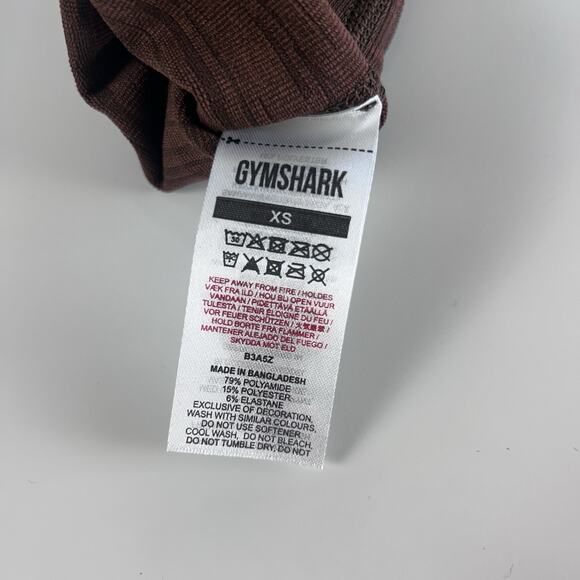 GYMSHARK
XS
30
KEEP AWAY FROM FIRE / HOLDES
VÆK FRA ILD / HOU BIJ OPEN VUUR
VANDAAN / PIDETTÄVÄ ETÄÄLLÄ
TULESTA / TENIR ÉLOIGNÉ DU FEU /
VOR FEUER SCHÜTZEN / 火気厳禁 /
HOLD BORTE FRA FLAMMER /
MANTENER ALEJADO DEL FUEGO /
SKYDDA MOT ELD
B3A5Z
MADE IN BANGLADESH
79% POLYAMIDE
15% POLYESTER
6% ELASTANE
EXCLUSIVE OF DECORATION,
WASH WITH SIMILAR COLOURS,
DO NOT USE SOFTENER
COOL WASH, DO NOT BLEACH,
DO NOT TUMBLE DRY, DO NOT